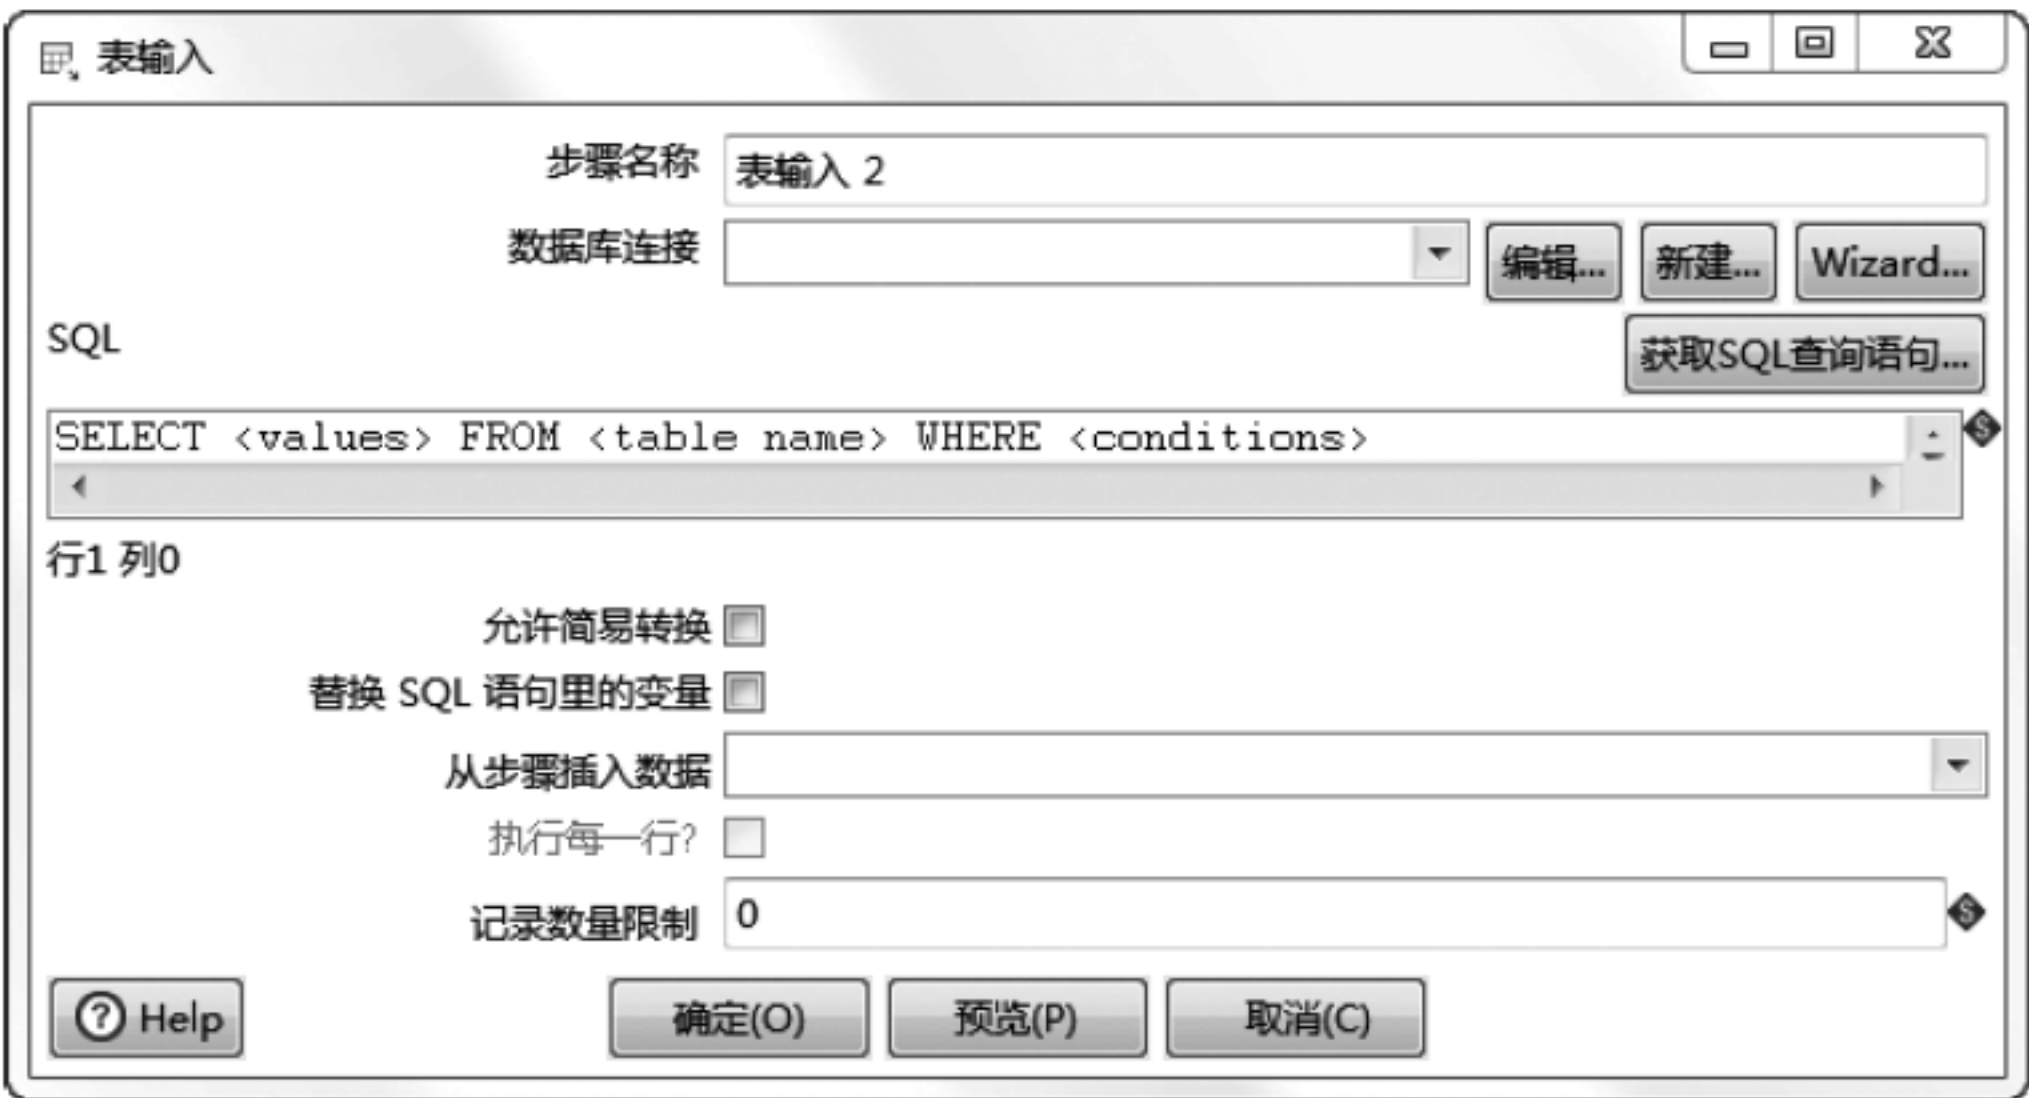 表输入
步骤名称 表输入 2
数据库连接 编辑... 新建... Wizard...
SQL 获取SQL查询语句...
SELECT <values> FROM <table name> WHERE <conditions>
行1 列0
允许简易转换
替换 SQL 语句里的变量
从步骤插入数据
执行每一行?
记录数量限制 0
Help 确定(O) 预览(P) 取消(C)